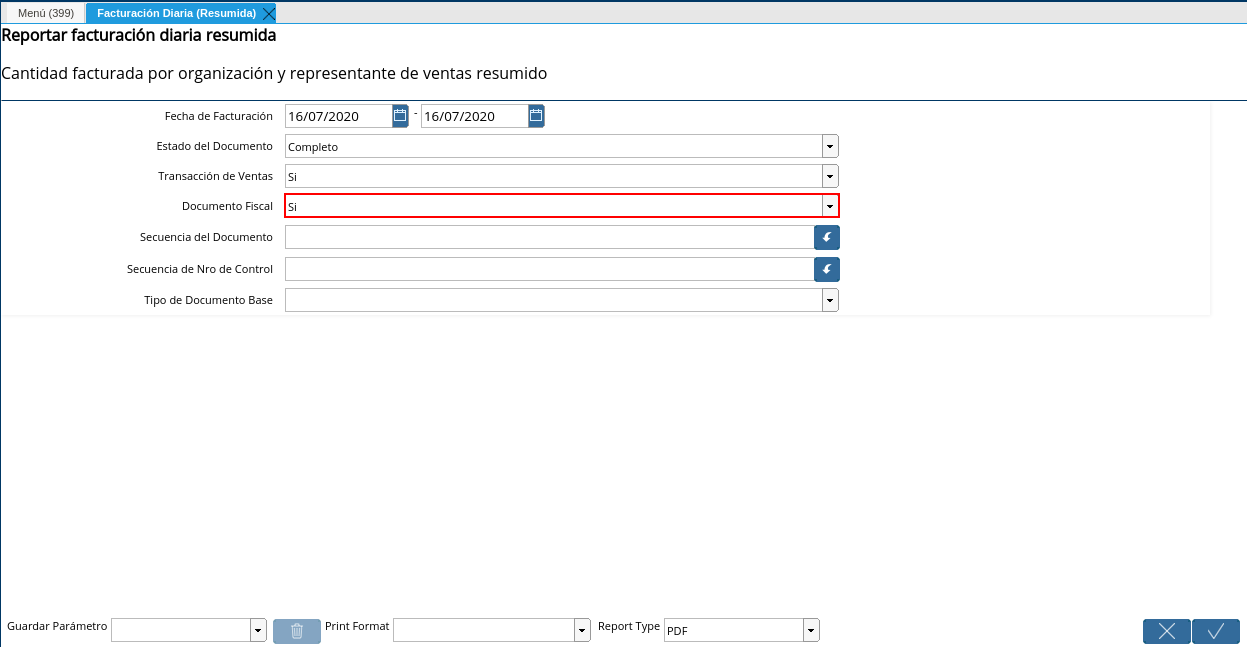 Menú (399) Facturación Diaria (Resumida)
Reportar facturación diaria resumida
Cantidad facturada por organización y representante de ventas resumido
Fecha de Facturación 16/07/2020 - 16/07/2020
Estado del Documento Completo
Transacción de Ventas Si
Documento Fiscal Si
Secuencia del Documento
Secuencia de Nro de Control
Tipo de Documento Base
Guardar Parámetro Print Format Report Type PDF